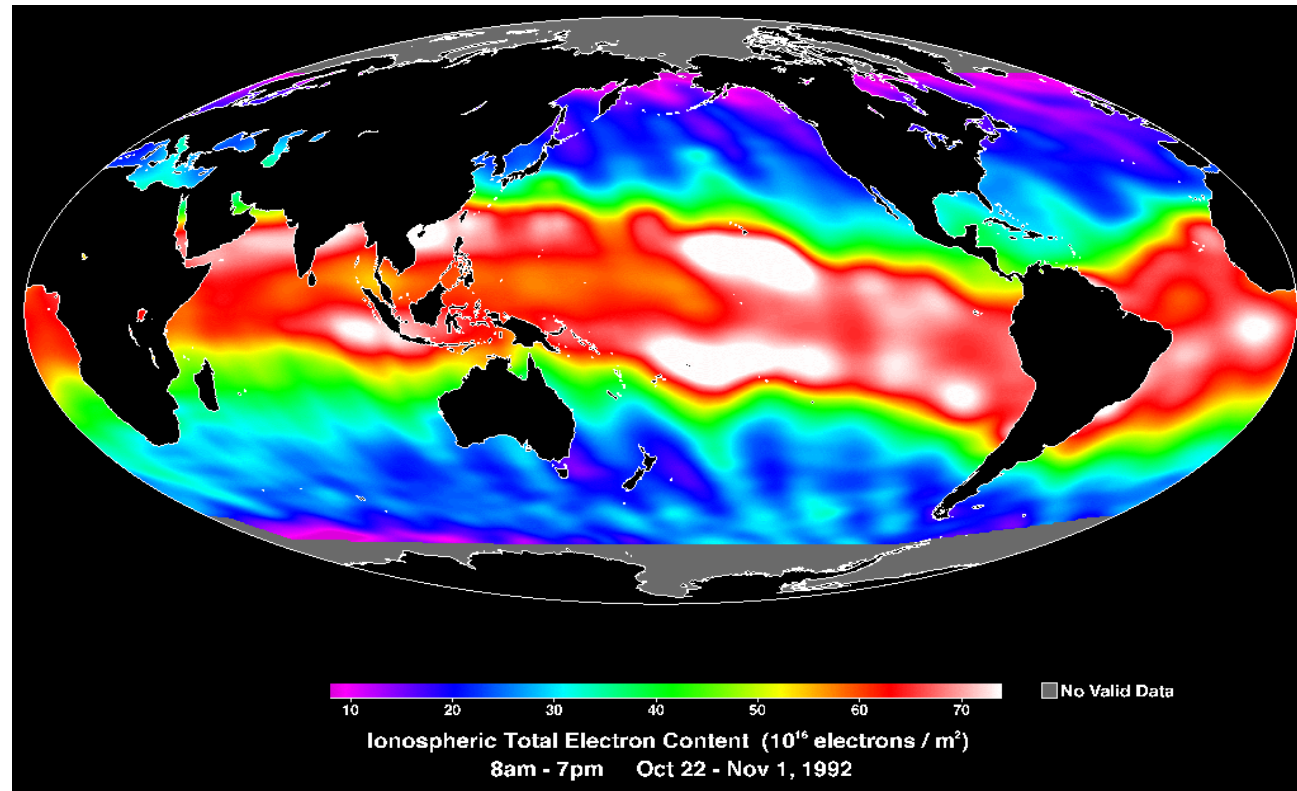 10 20 30 40 50 60 70
No Valid Data
Ionospheric Total Electron Content (10¹⁶ electrons / m²)
8am - 7pm Oct 22 - Nov 1, 1992